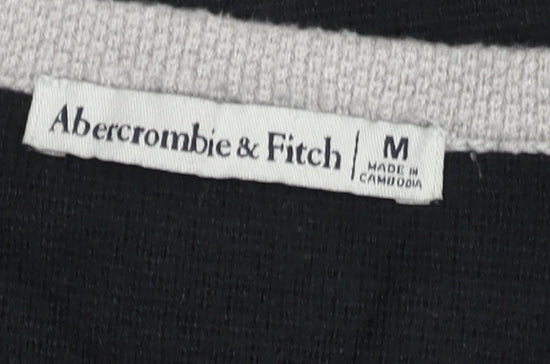 Abercrombie & Fitch
M
MADE IN
CAMBODIA